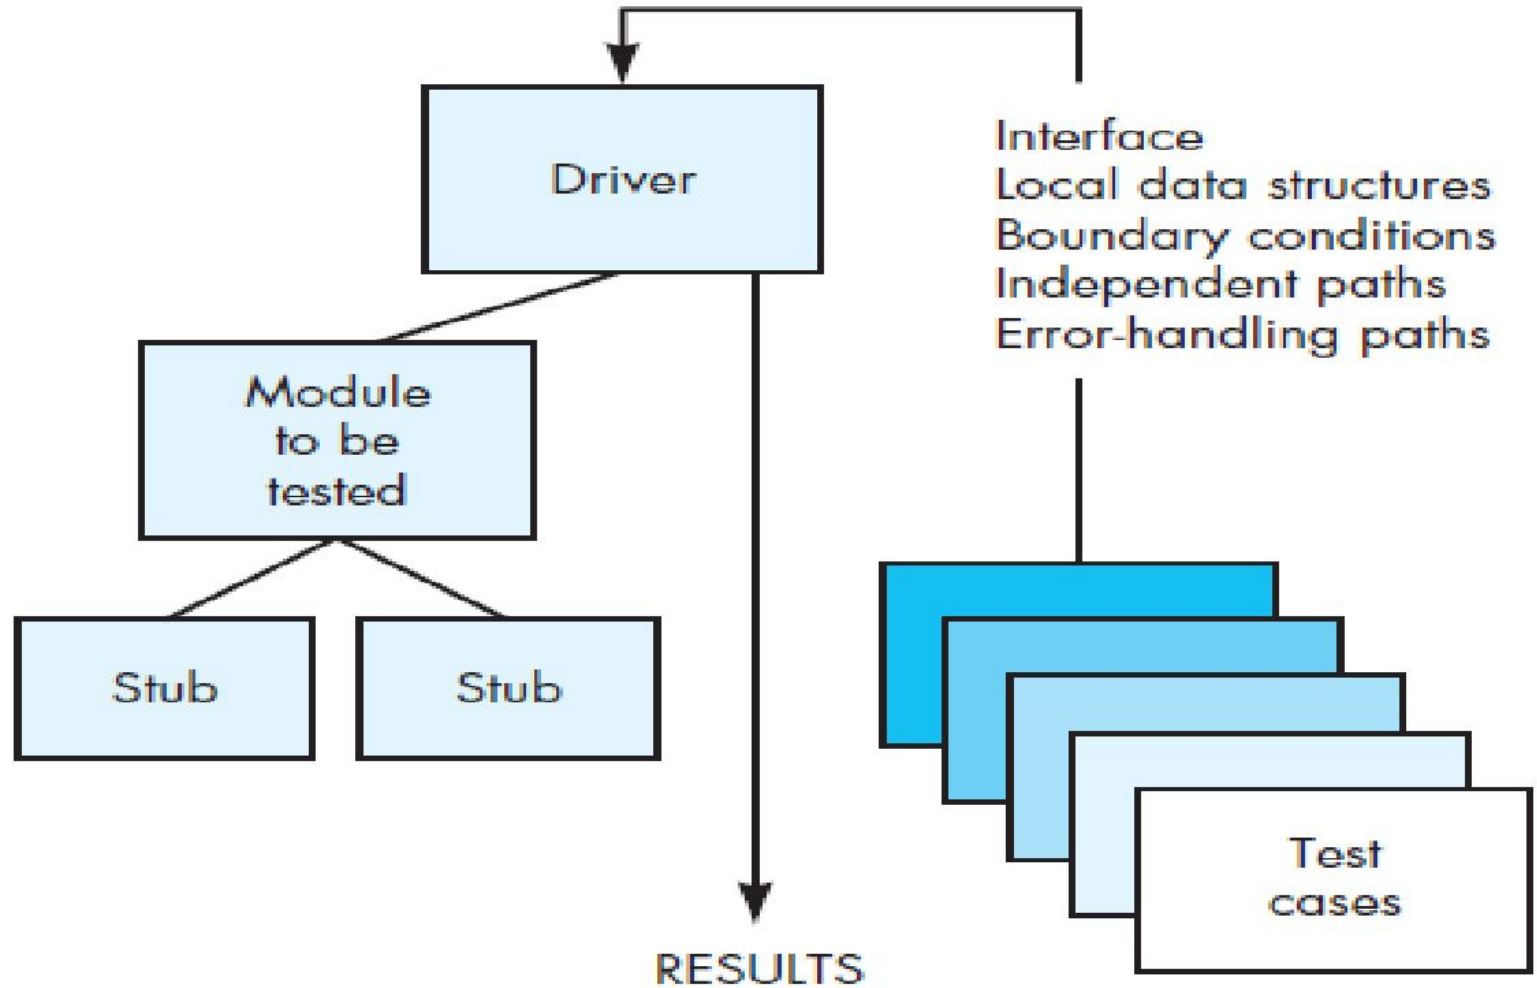 Driver
Interface
Local data structures
Boundary conditions
Independent paths
Error-handling paths
Module
to be
tested
Stub
Stub
Test
cases
RESULTS